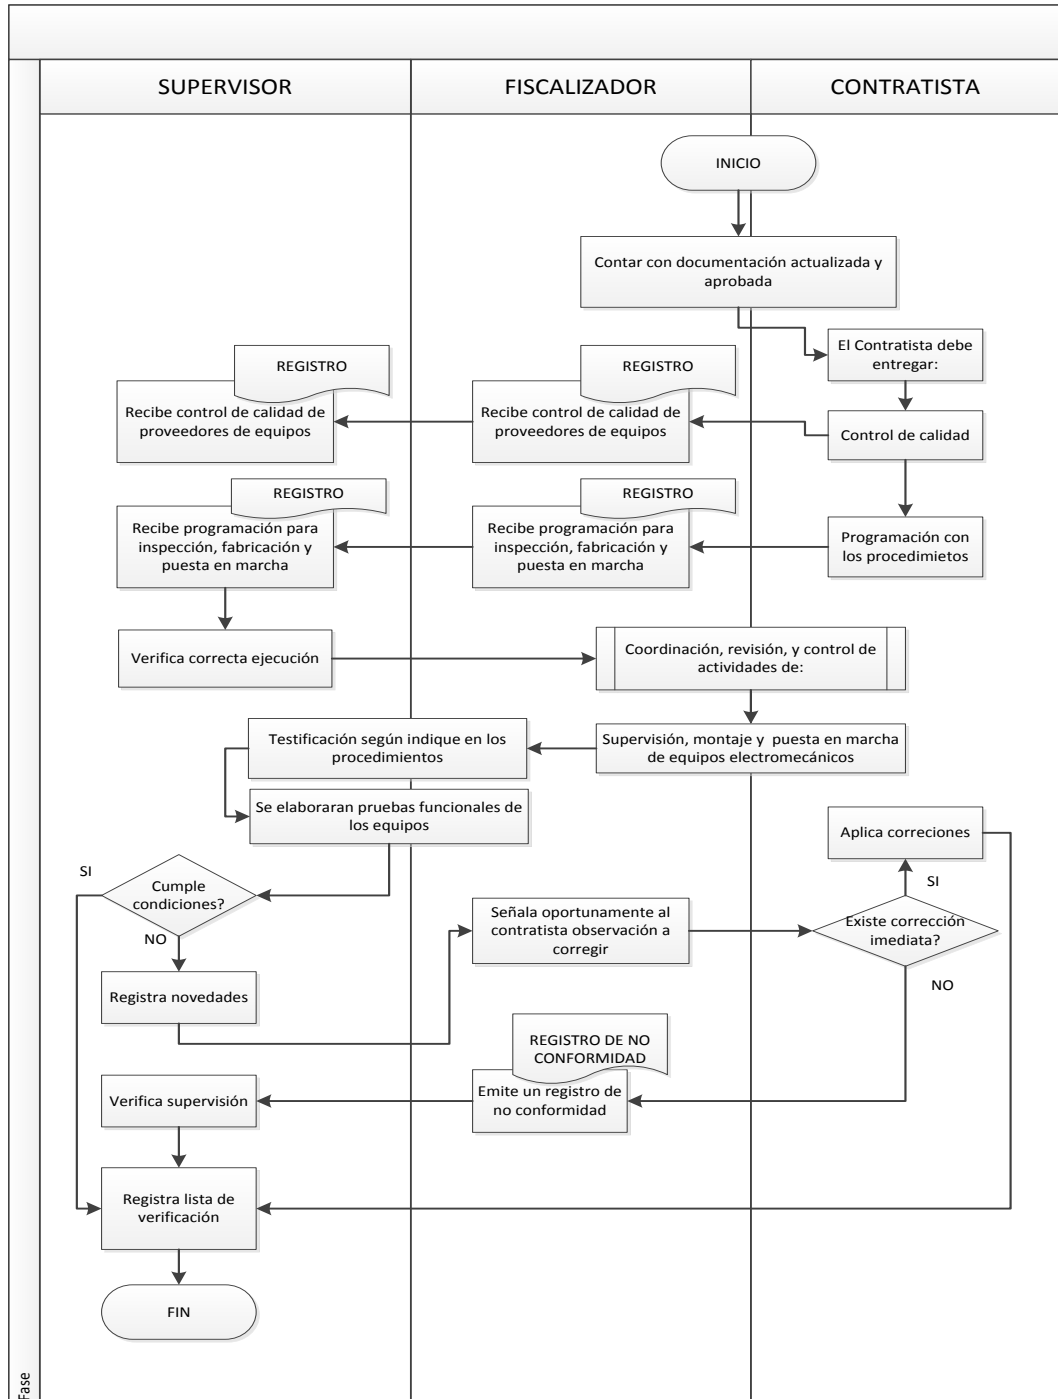 SUPERVISOR
FISCALIZADOR
CONTRATISTA
INICIO
Contar con documentación actualizada y
aprobada
El Contratista debe
entregar:
REGISTRO
REGISTRO
Recibe control de calidad de
proveedores de equipos
Recibe control de calidad de
proveedores de equipos
Control de calidad
REGISTRO
REGISTRO
Recibe programación para
inspección, fabricación y
puesta en marcha
Recibe programación para
inspección, fabricación y
puesta en marcha
Programación con
los procedimietos
Verifica correcta ejecución
Coordinación, revisión, y control de
actividades de:
Testificación según indique en los
procedimientos
Supervisión, montaje y puesta en marcha
de equipos electromecánicos
Se elaboraran pruebas funcionales de
los equipos
Aplica correciones
SI
Cumple
condiciones?
NO
SI
Señala oportunamente al
contratista observación a
corregir
Existe corrección
imediata?
NO
Registra novedades
REGISTRO DE NO
CONFORMIDAD
Verifica supervisión
Emite un registro de
no conformidad
Registra lista de
verificación
FIN
Fase